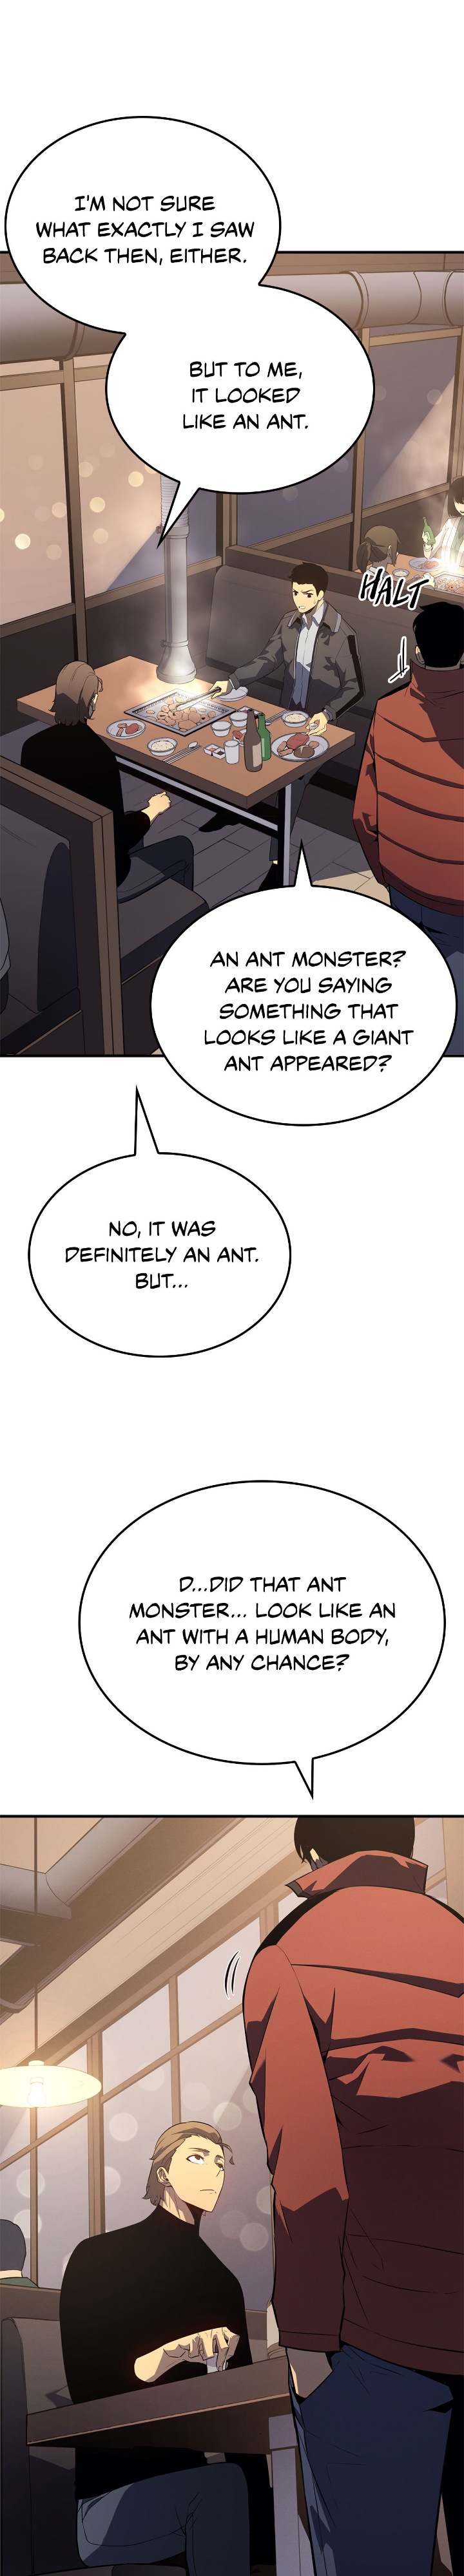 I'M NOT SURE
WHAT EXACTLY I SAW
BACK THEN, EITHER.
BUT TO ME,
IT LOOKED
LIKE AN ANT.
HALT
AN ANT MONSTER?
ARE YOU SAYING
SOMETHING THAT
LOOKS LIKE A GIANT
ANT APPEARED?
NO, IT WAS
DEFINITELY AN ANT.
BUT...
D...DID THAT ANT
MONSTER... LOOK LIKE AN
ANT WITH A HUMAN BODY,
BY ANY CHANCE?